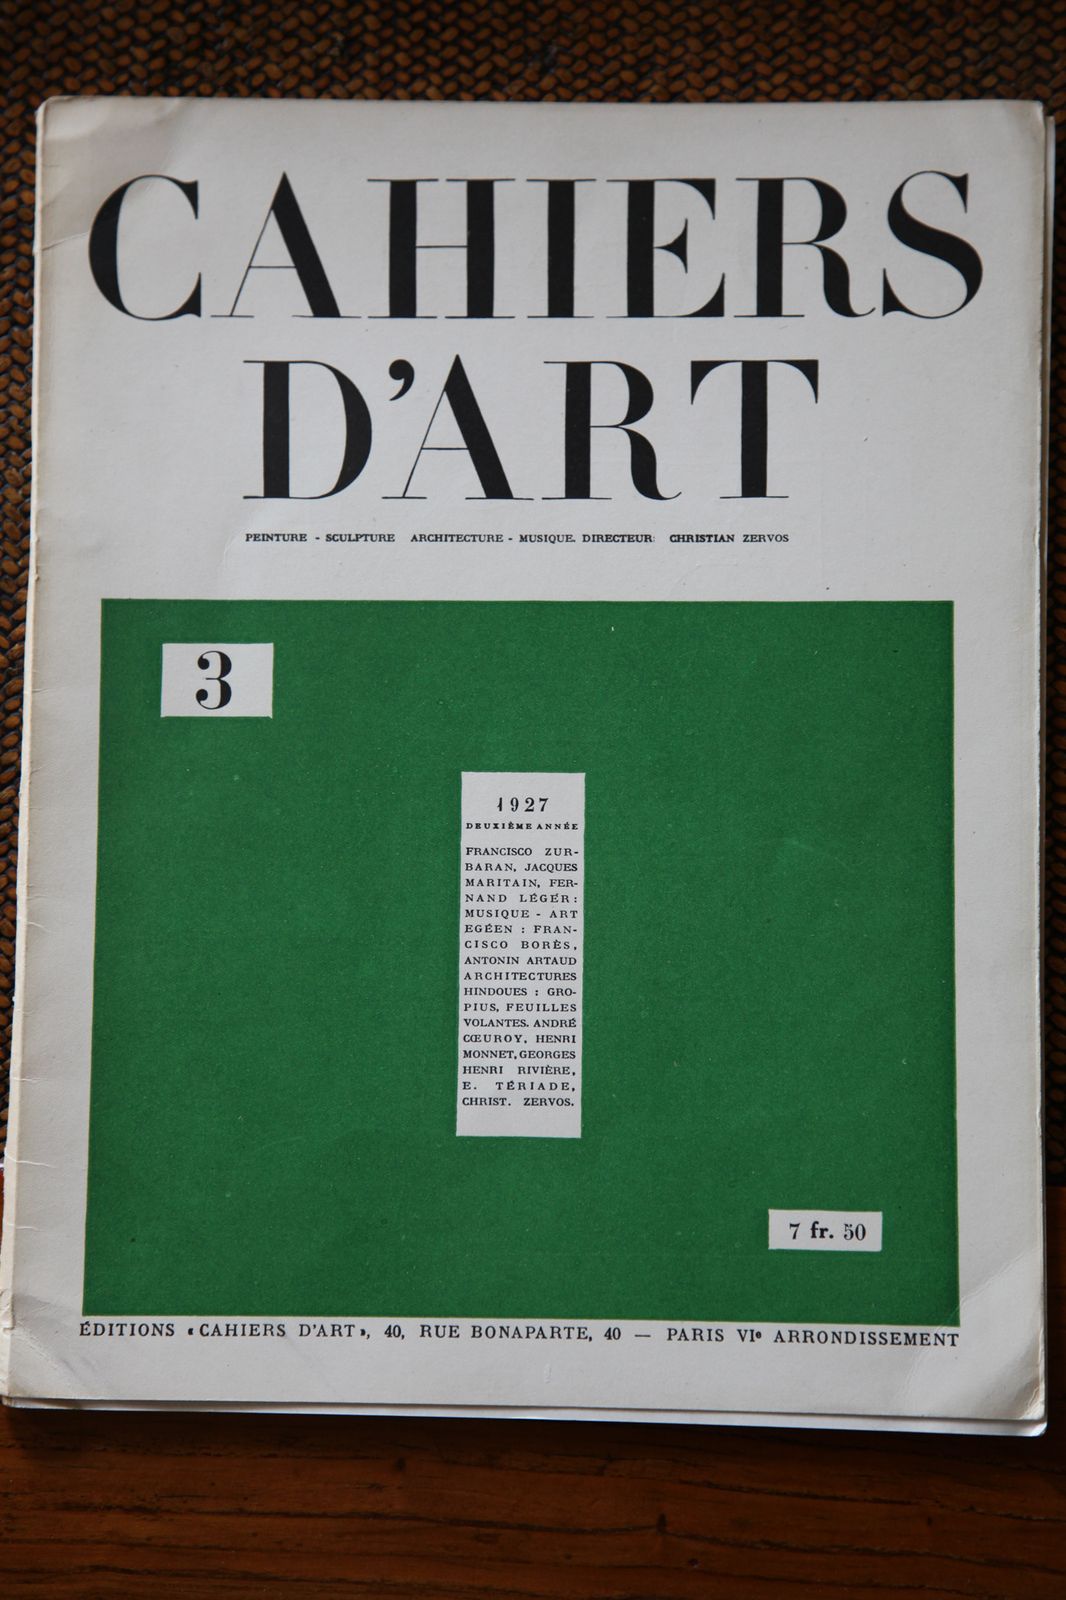 CAHIERS
D'ART
PEINTURE - SCULPTURE ARCHITECTURE - MUSIQUE. DIRECTEUR: CHRISTIAN ZERVOS
3
1927
DEUXIÈME ANNÉE
FRANCISCO ZUR-
BARAN, JACQUES
MARITAIN, FER-
NAND LÉGER:
MUSIQUE - ART
EGÉEN : FRAN-
CISCO BORÈS,
ANTONIN ARTAUD
ARCHITECTURES
HINDOUES : GRO-
PIUS, FEUILLES
VOLANTES. ANDRÉ
CŒUROY, HENRI
MONNET, GEORGES
HENRI RIVIÈRE,
E. TÉRIADE,
CHRIST. ZERVOS.
7 fr. 50
ÉDITIONS «CAHIERS D'ART», 40, RUE BONAPARTE, 40 — PARIS VIe ARRONDISSEMENT